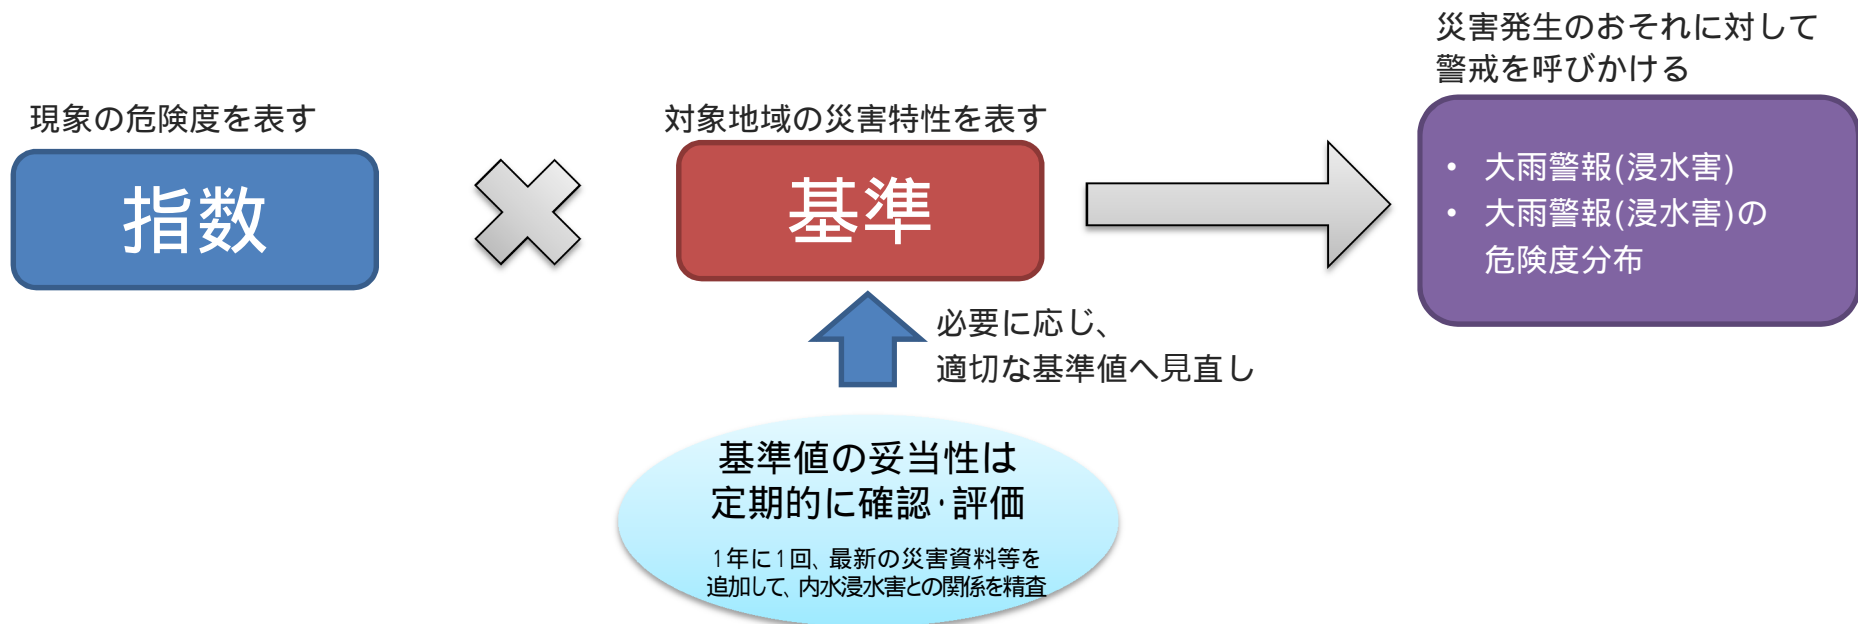 現象の危険度を表す
指数
対象地域の災害特性を表す
基準
災害発生のおそれに対して
警戒を呼びかける
• 大雨警報(浸水害)
• 大雨警報(浸水害)の
危険度分布
必要に応じ、
適切な基準値へ見直し
基準値の妥当性は
定期的に確認・評価
1年に1回、最新の災害資料等を
追加して、内水浸水害との関係を精査